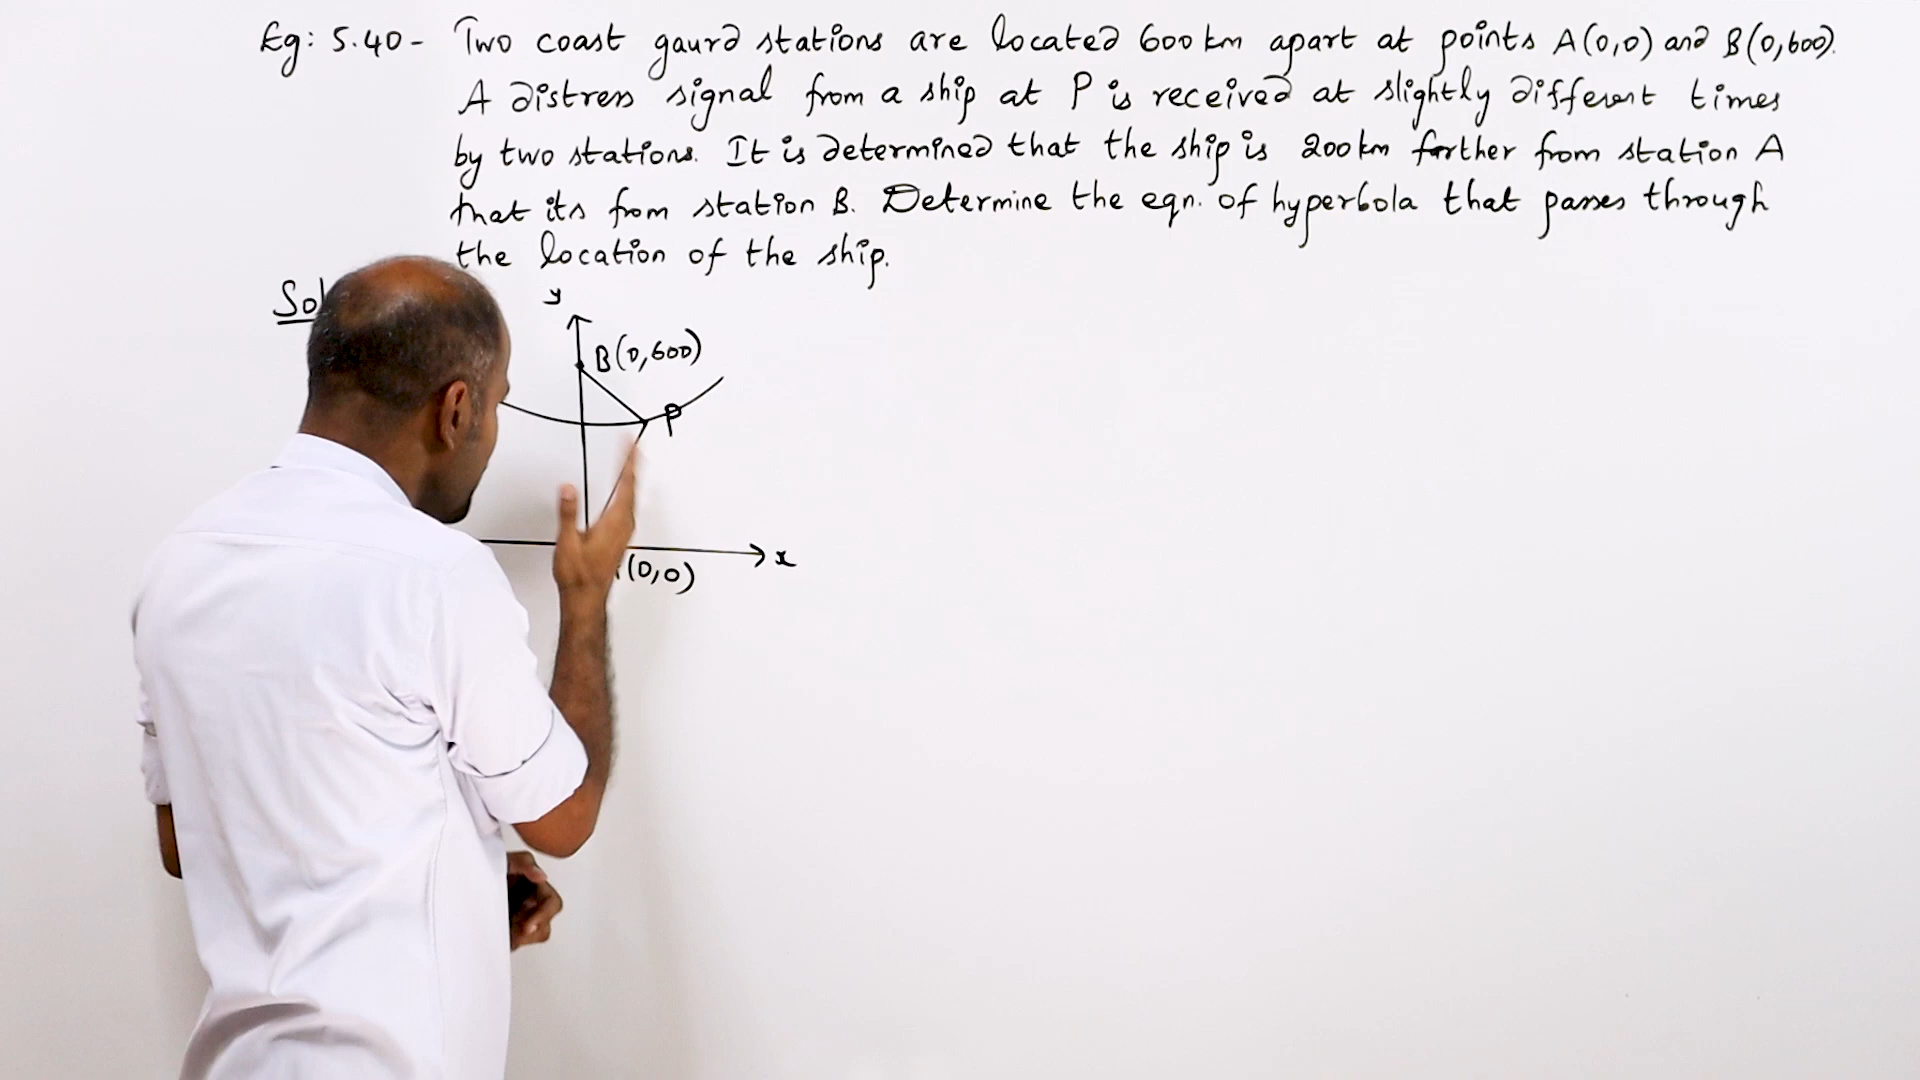 Eg: 5.40 - Two coast gaurd stations are located 600 km apart at points A(0,0) and B(0,600).
A distress signal from a ship at P is received at slightly different times
by two stations. It is determined that the ship is 200 km farther from station A
that its from station B. Determine the eqn. of hyperbola that passes through
the location of the ship.
y
B(0,600)
P
x
(0,0)